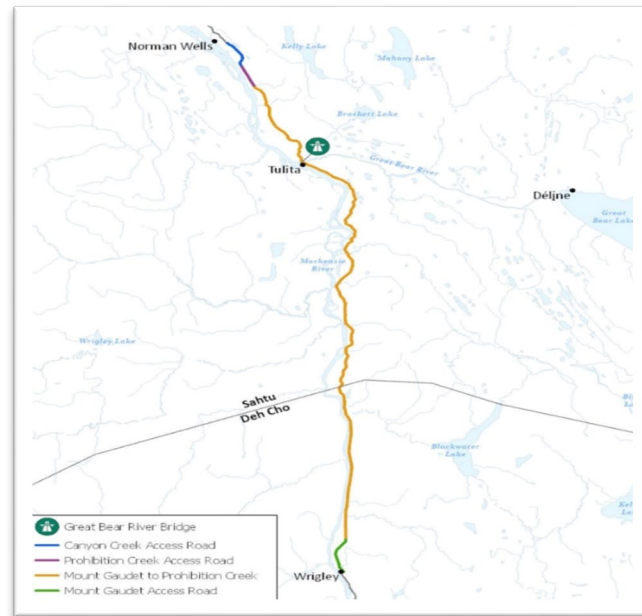 Norman Wells
Kelly Lake
Mahony Lake
Brackett Lake
Great Bear River
Tulita
Déljne
Great
Bear Lake
Mackenzie
River
Wrigley Lake
Sahtu
Deh Cho
Blackwater
Lake
Wrigley
Great Bear River Bridge
Canyon Creek Access Road
Prohibition Creek Access Road
Mount Gaudet to Prohibition Creek
Mount Gaudet Access Road